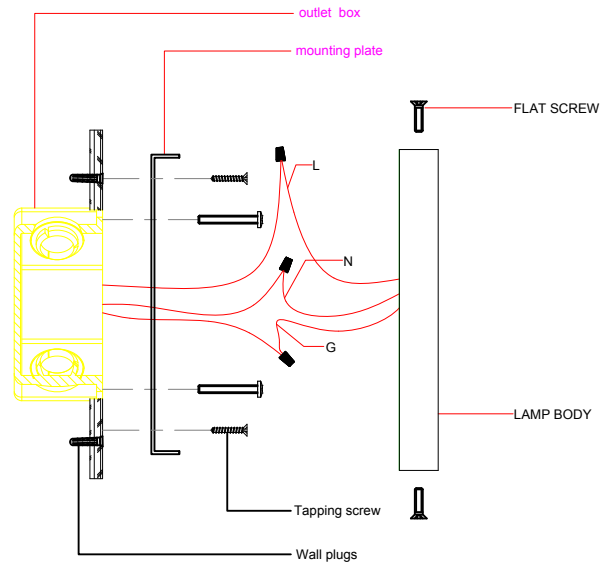 outlet box
mounting plate
FLAT SCREW
L
N
G
LAMP BODY
Tapping screw
Wall plugs